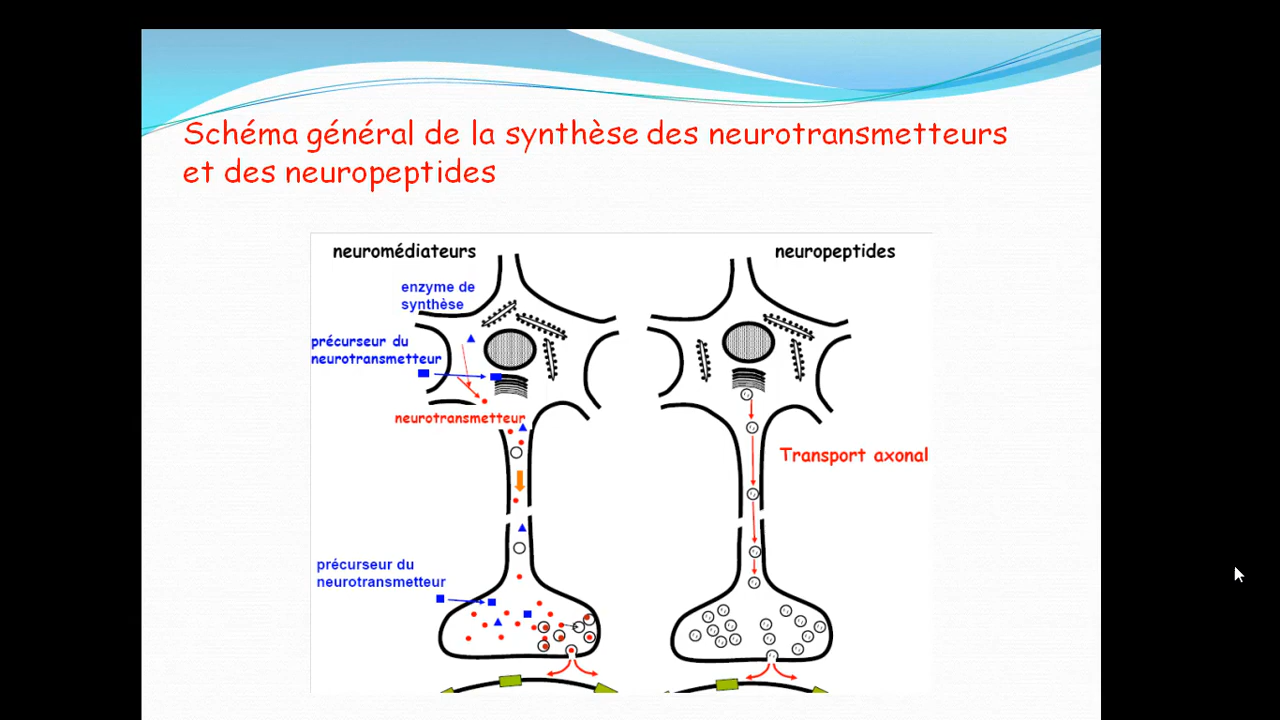 Schéma général de la synthèse des neurotransmetteurs
et des neuropeptides
neuromédiateurs
neuropeptides
enzyme de
synthèse
précurseur du
neurotransmetteur
neurotransmetteur
Transport axonal
précurseur du
neurotransmetteur